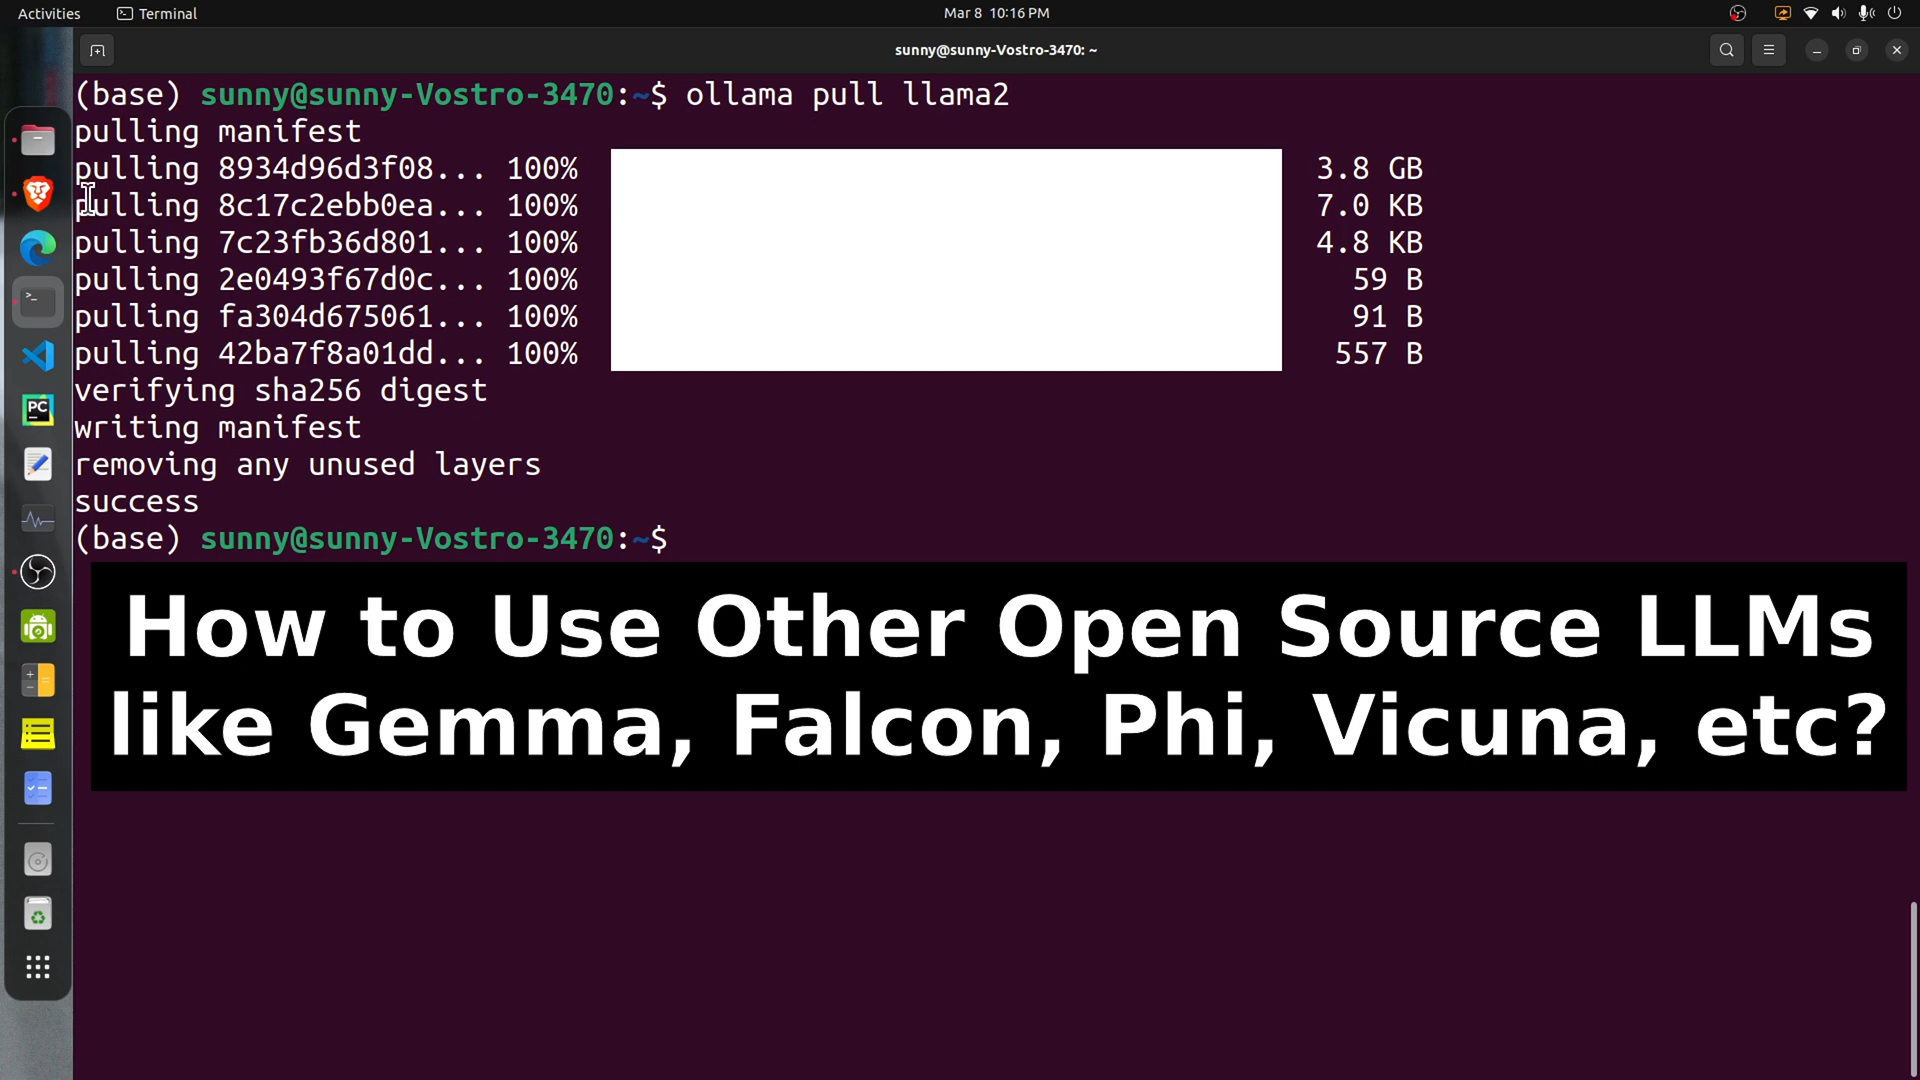 Activities Terminal Mar 8 10:16 PM
sunny@sunny-Vostro-3470: ~
(base) sunny@sunny-Vostro-3470:~$ ollama pull llama2
pulling manifest
pulling 8934d96d3f08... 100% 3.8 GB
pulling 8c17c2ebb0ea... 100% 7.0 KB
pulling 7c23fb36d801... 100% 4.8 KB
pulling 2e0493f67d0c... 100% 59 B
pulling fa304d675061... 100% 91 B
pulling 42ba7f8a01dd... 100% 557 B
verifying sha256 digest
writing manifest
removing any unused layers
success
(base) sunny@sunny-Vostro-3470:~$
PC
How to Use Other Open Source LLMs
like Gemma, Falcon, Phi, Vicuna, etc?